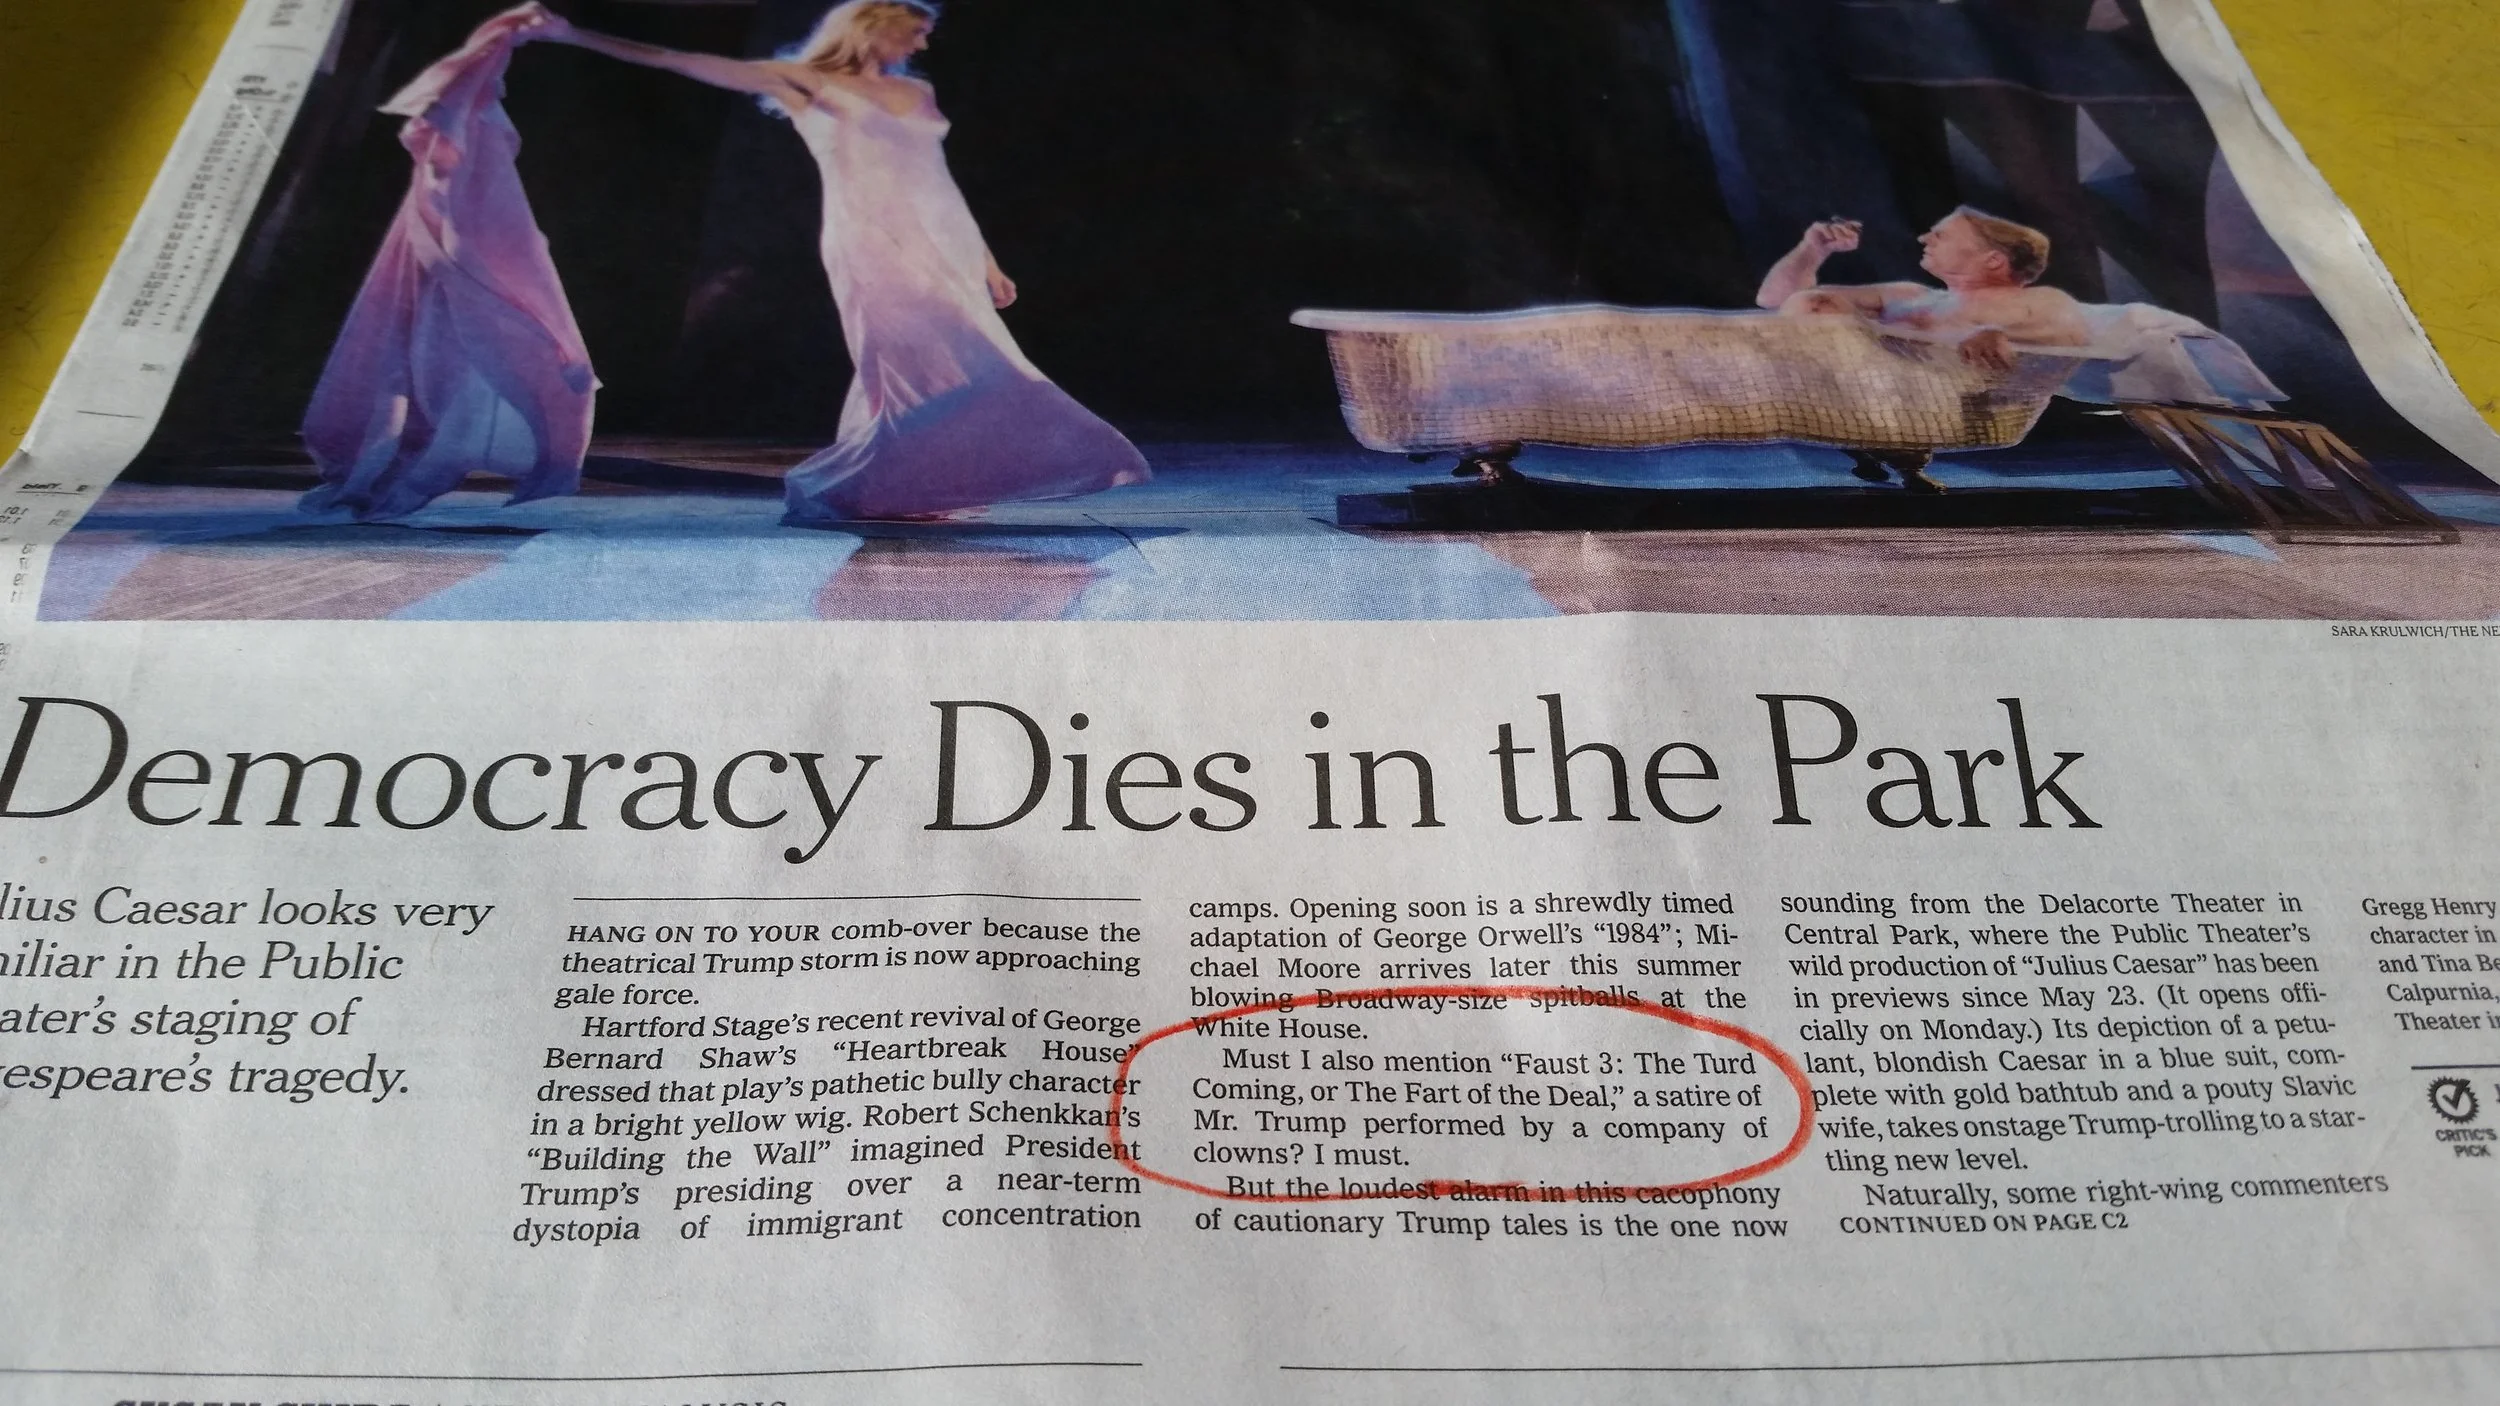 SARA KRULWICH/THE NE
Democracy Dies in the Park
lius Caesar looks very
niliar in the Public
ater’s staging of
espeare’s tragedy.
HANG ON TO YOUR comb-over because the
theatrical Trump storm is now approaching
gale force.
Hartford Stage’s recent revival of George
Bernard Shaw’s “Heartbreak House”
dressed that play’s pathetic bully character
in a bright yellow wig. Robert Schenkkan’s
“Building the Wall” imagined President
Trump’s presiding over a near-term
dystopia of immigrant concentration
camps. Opening soon is a shrewdly timed
adaptation of George Orwell’s “1984”; Mi-
chael Moore arrives later this summer
blowing Broadway-size spitballs at the
White House.
Must I also mention “Faust 3: The Turd
Coming, or The Fart of the Deal,” a satire of
Mr. Trump performed by a company of
clowns? I must.
But the loudest alarm in this cacophony
of cautionary Trump tales is the one now
sounding from the Delacorte Theater in
Central Park, where the Public Theater’s
wild production of “Julius Caesar” has been
in previews since May 23. (It opens offi-
cially on Monday.) Its depiction of a petu-
lant, blondish Caesar in a blue suit, com-
plete with gold bathtub and a pouty Slavic
wife, takes onstage Trump-trolling to a star-
tling new level.
Naturally, some right-wing commenters
CONTINUED ON PAGE C2
Gregg Henry
character in
and Tina Be
Calpurnia,
Theater in
CRITIC’S
PICK